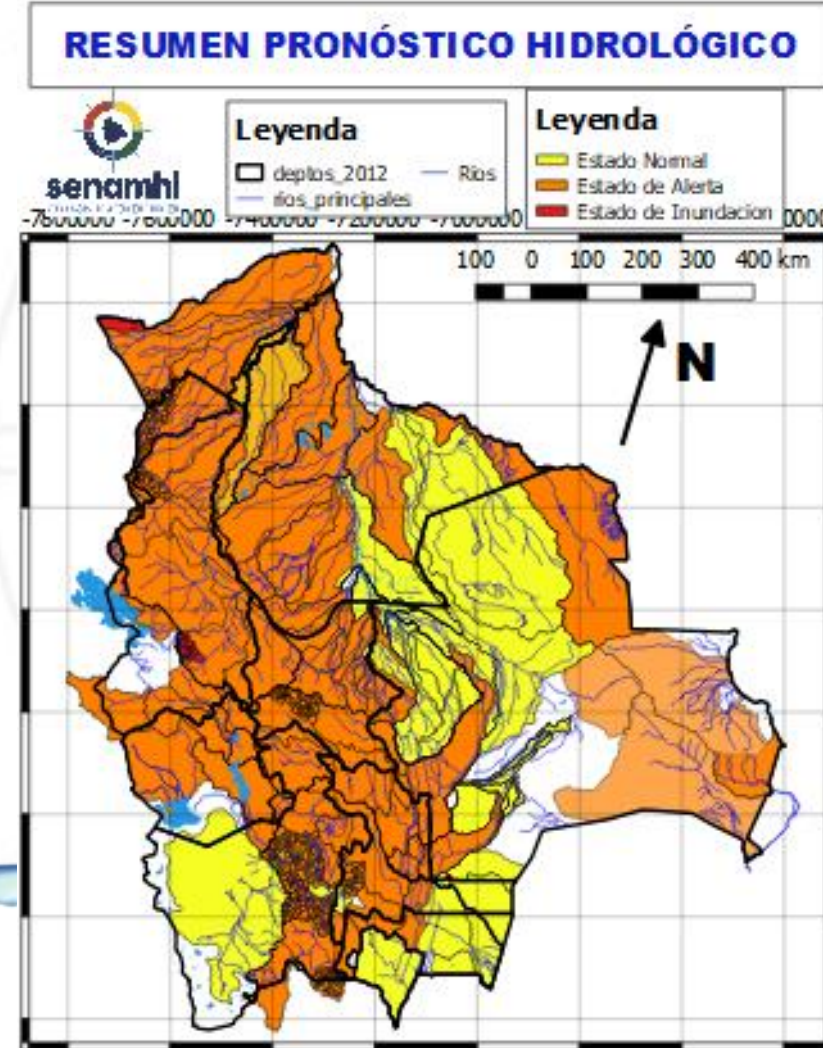 RESUMEN PRONÓSTICO HIDROLÓGICO
senamhi
Leyenda
deptos_2012
Rios
rios_principales
Leyenda
Estado Normal
Estado de Alerta
Estado de Inundacion
-7800000 -7600000 -7400000 -7200000 -7000000
100 0 100 200 300 400 km
N